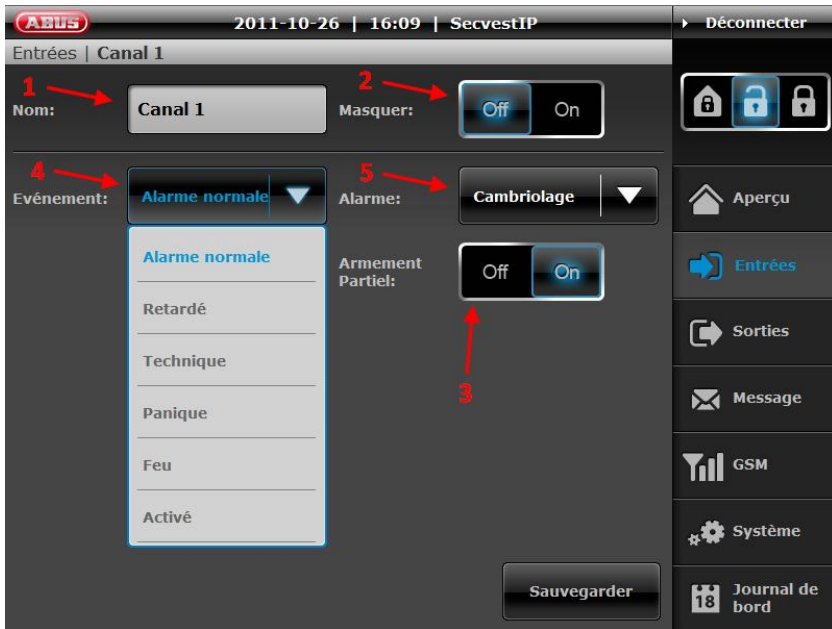 ABUS
2011-10-26 | 16:09 | SecvestIP
Déconnecter
Entrées | Canal 1
1
2
Nom:
Canal 1
Masquer:
Off
On
4
5
Evénement:
Alarme normale
Alarme:
Cambriolage
Alarme normale
Retardé
Technique
Panique
Feu
Activé
Armement
Partiel:
Off
On
3
Sauvegarder
Aperçu
Entrées
Sorties
Message
GSM
Système
18
Journal de
bord